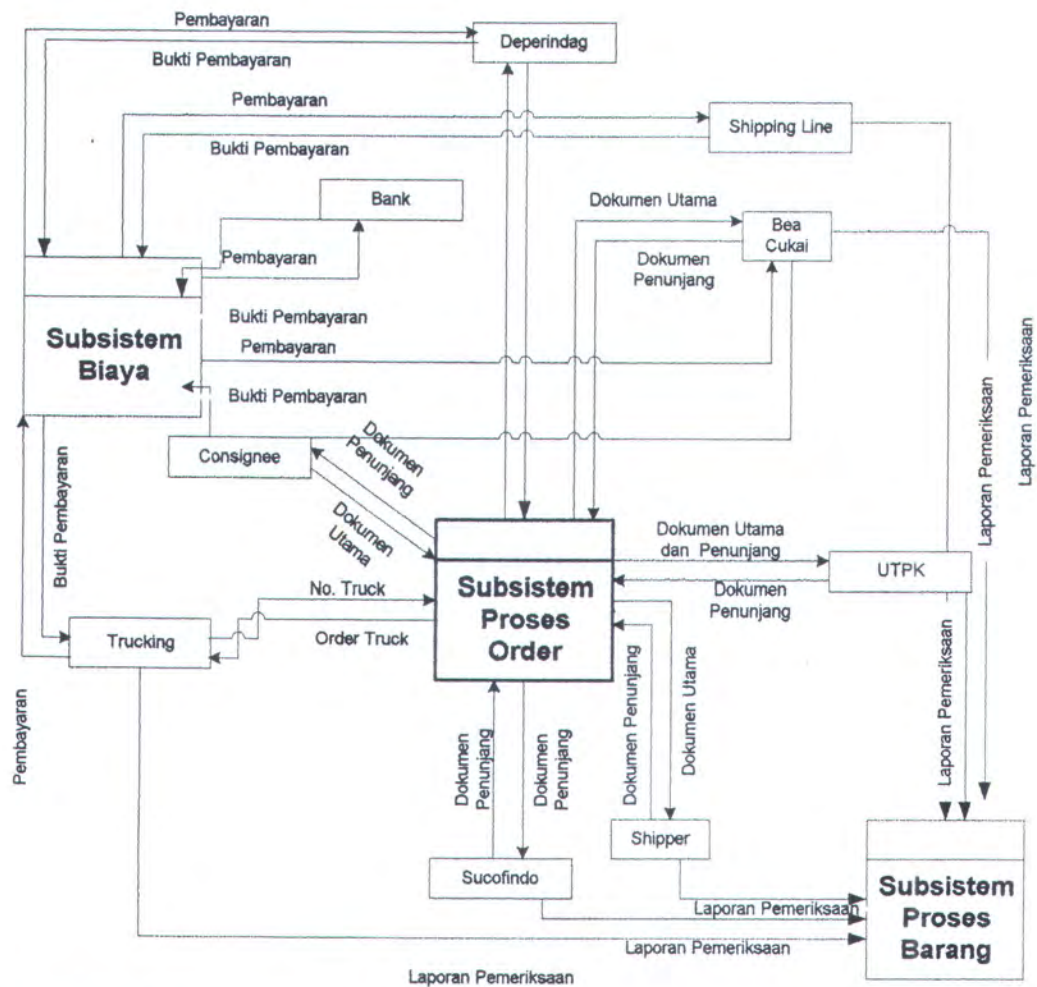 Pembayaran
Deperindag
Bukti Pembayaran
Pembayaran
Shipping Line
Bukti Pembayaran
Bank
Dokumen Utama
Bea
Cukai
Pembayaran
Dokumen
Penunjang
Bukti Pembayaran
Subsistem
Biaya
Pembayaran
Bukti Pembayaran
Laporan Pemeriksaan
Laporan Pemeriksaan
Consignee
Dokumen
Penunjang
Dokumen
Utama
Bukti Pembayaran
Dokumen Utama
dan Penunjang
UTPK
Dokumen
Penunjang
Subsistem
Proses
Order
No. Truck
Order Truck
Trucking
Pembayaran
Dokumen
Penunjang
Dokumen
Penunjang
Dokumen Penunjang
Dokumen Utama
Laporan Pemeriksaan
Shipper
Sucofindo
Subsistem
Proses
Barang
Laporan Pemeriksaan
Laporan Pemeriksaan
Laporan Pemeriksaan